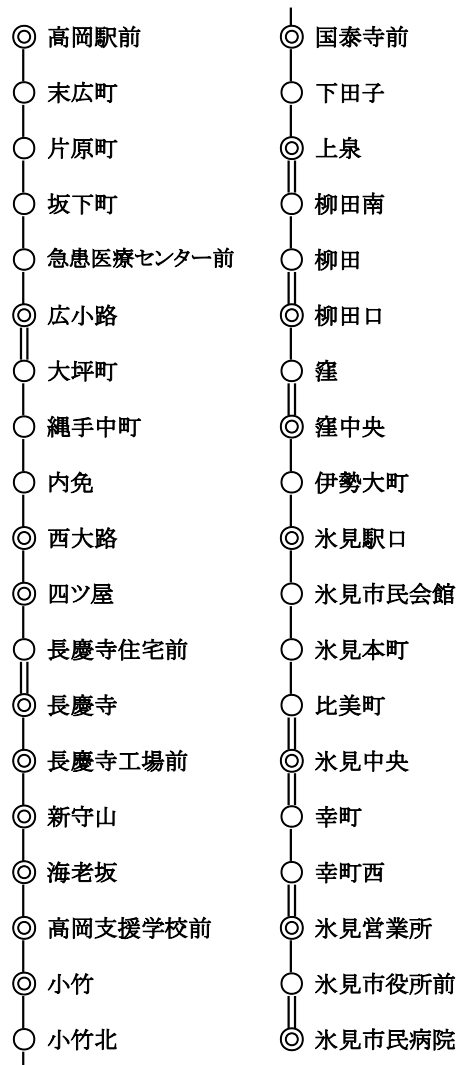 高岡駅前
末広町
片原町
坂下町
急患医療センター前
広小路
大坪町
縄手中町
内免
西大路
四ツ屋
長慶寺住宅前
長慶寺
長慶寺工場前
新守山
海老坂
高岡支援学校前
小竹
小竹北
国泰寺前
下田子
上泉
柳田南
柳田
柳田口
窪
窪中央
伊勢大町
氷見駅口
氷見市民会館
氷見本町
比美町
氷見中央
幸町
幸町西
氷見営業所
氷見市役所前
氷見市民病院